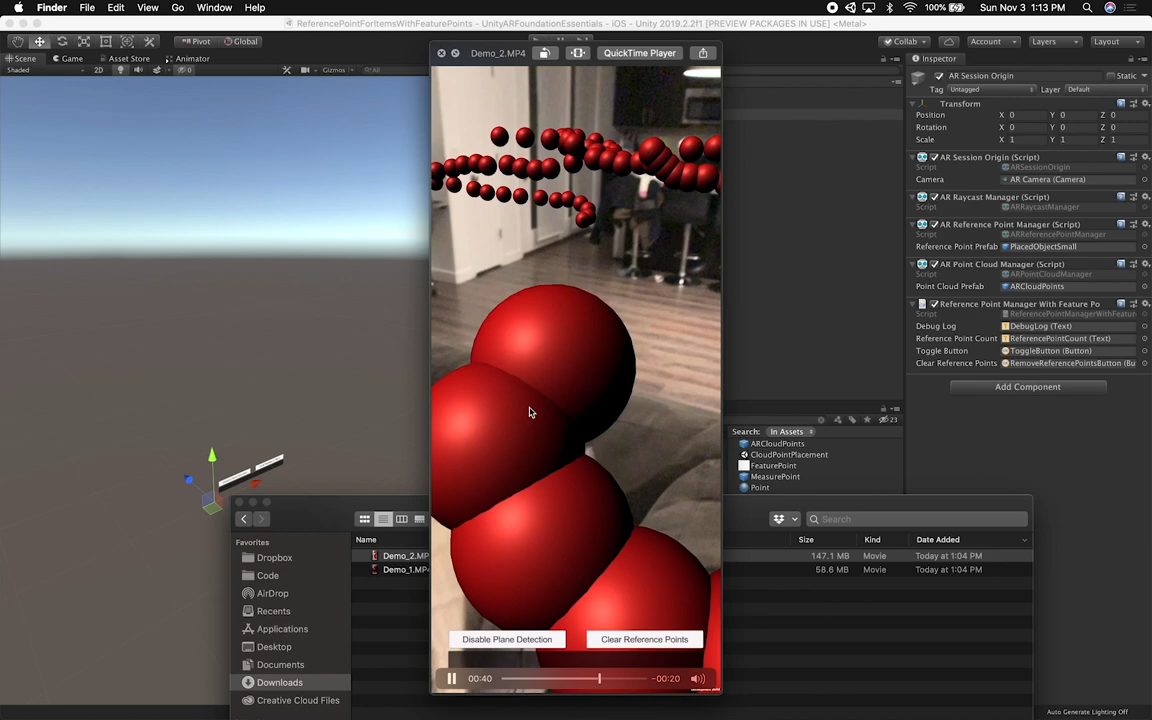 Finder File Edit View Go Window Help 100% Sun Nov 3 1:13 PM
ReferencePointForItemsWithFeaturePoints - UnityARFoundationEssentials - iOS - Unity 2019.2.2f1 [PREVIEW PACKAGES IN USE] <Metal>
Pivot Global Collab Account Layers Layout
Scene Game Asset Store Animator
Shaded 2D Gizmos All
Demo_2.MP4 QuickTime Player
Inspector
AR Session Origin Static
Tag Untagged Layer Default
Transform
Position X 0 Y 0 Z 0
Rotation X 0 Y 0 Z 0
Scale X 1 Y 1 Z 1
AR Session Origin (Script)
Script ARSessionOrigin
Camera AR Camera (Camera)
AR Raycast Manager (Script)
Script ARRaycastManager
AR Reference Point Manager (Script)
Script ARReferencePointManager
Reference Point Prefab PlacedObjectSmall
AR Point Cloud Manager (Script)
Script ARPointCloudManager
Point Cloud Prefab ARCloudPoints
Reference Point Manager With Feature Po
Script ReferencePointManagerWithFeatur
Debug Log DebugLog (Text)
Reference Point Count ReferencePointCount (Text)
Toggle Button ToggleButton (Button)
Clear Reference Points RemoveReferencePointsButton (Bu
Add Component
23
Search: In Assets
ARCloudPoints
CloudPointPlacement
FeaturePoint
MeasurePoint
Point
Search
Favorites
Dropbox
Code
AirDrop
Recents
Applications
Desktop
Documents
Downloads
Creative Cloud Files
Name Size Kind Date Added
Demo_2.MP 147.1 MB Movie Today at 1:04 PM
Demo_1.MP4 58.6 MB Movie Today at 1:04 PM
Disable Plane Detection Clear Reference Points
00:40 -00:20
Auto Generate Lighting Off